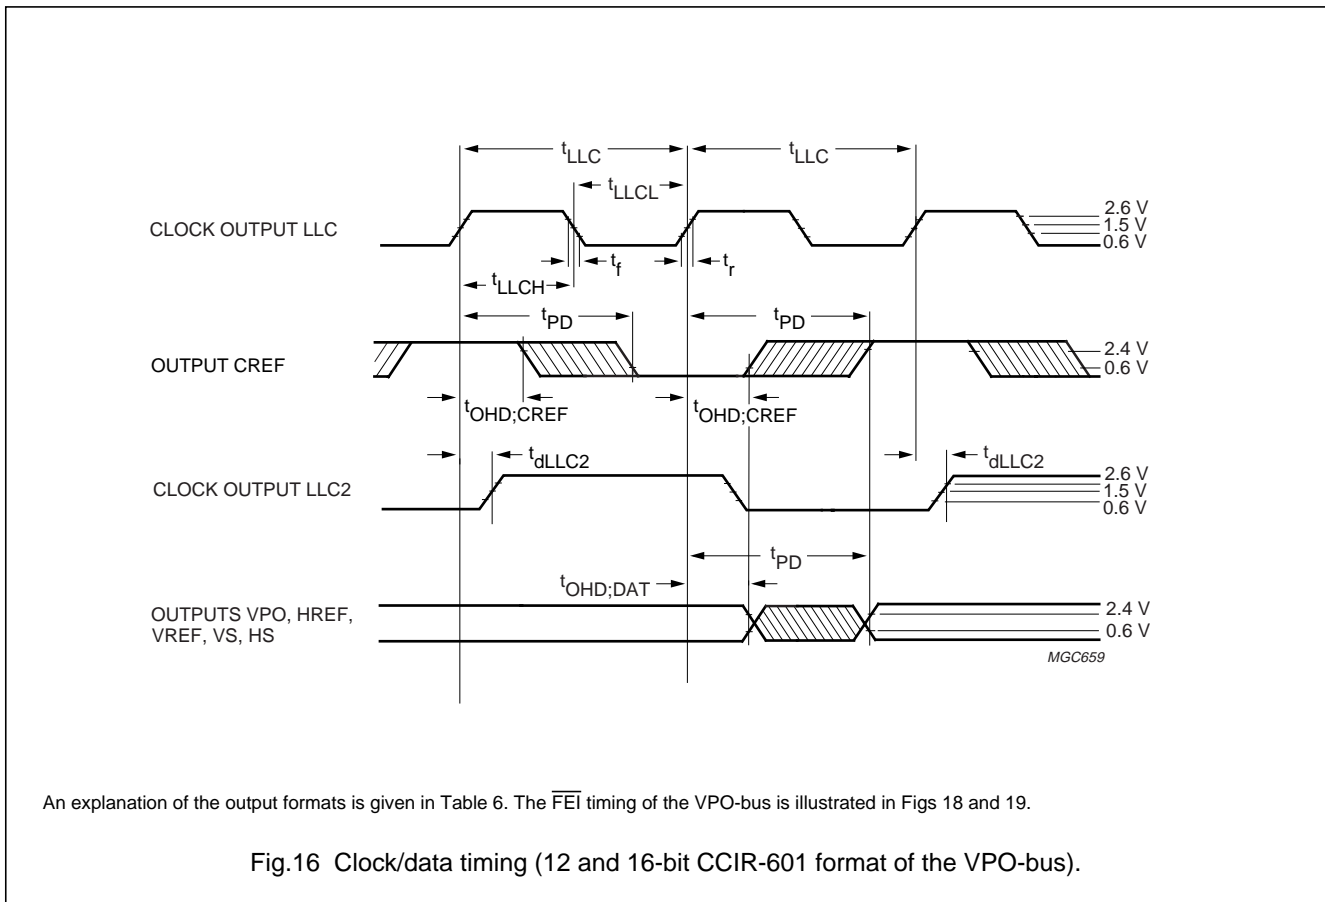 tLLC tLLC
tLLCL
CLOCK OUTPUT LLC
2.6 V
1.5 V
0.6 V
tf tr
tLLCH
tPD tPD
OUTPUT CREF
2.4 V
0.6 V
tOHD;CREF tOHD;CREF
tdLLC2 tdLLC2
CLOCK OUTPUT LLC2
2.6 V
1.5 V
0.6 V
tPD
tOHD;DAT
OUTPUTS VPO, HREF,
VREF, VS, HS
2.4 V
0.6 V
MGC659
An explanation of the output formats is given in Table 6. The F̅E̅I̅ timing of the VPO-bus is illustrated in Figs 18 and 19.
Fig.16 Clock/data timing (12 and 16-bit CCIR-601 format of the VPO-bus).